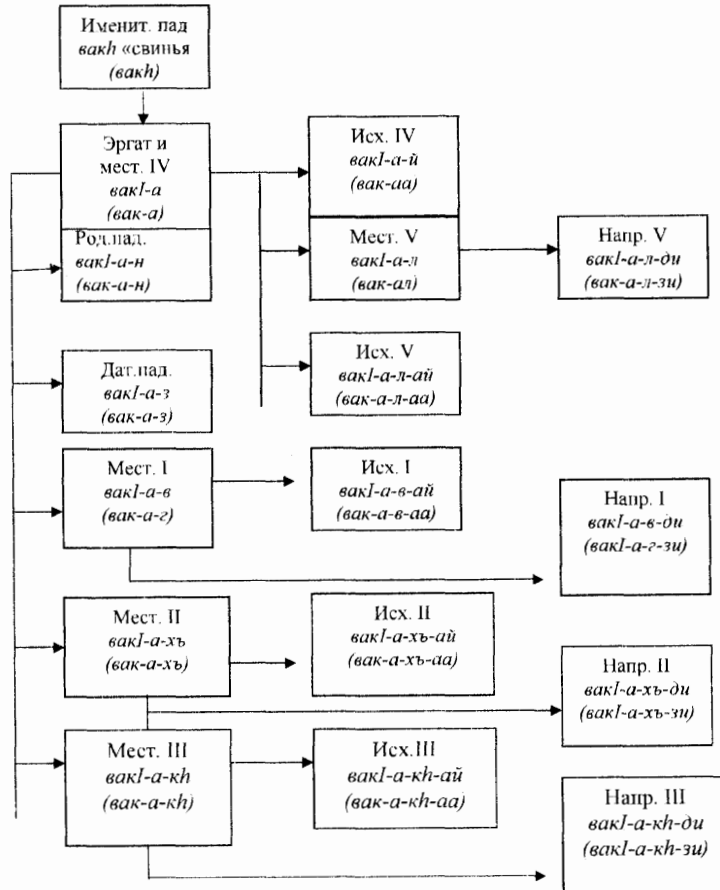 Именит. пад
вакh «свинья
(вакh)
Эргат и
мест. IV
вакI-а
(вак-а)
Исх. IV
вакI-а-й
(вак-аа)
Род.пад.
вакI-а-н
(вак-а-н)
Мест. V
вакI-а-л
(вак-ал)
Напр. V
вакI-а-л-ди
(вак-а-л-зи)
Исх. V
вакI-а-л-ай
(вак-а-л-аа)
Дат.пад.
вакI-а-з
(вак-а-з)
Мест. I
вакI-а-в
(вак-а-г)
Исх. I
вакI-а-в-ай
(вак-а-в-аа)
Напр. I
вакI-а-в-ди
(вакI-а-г-зи)
Мест. II
вакI-а-хъ
(вак-а-хъ)
Исх. II
вакI-а-хъ-ай
(вак-а-хъ-аа)
Напр. II
вакI-а-хъ-ди
(вакI-а-хъ-зи)
Мест. III
вакI-а-кh
(вак-а-кh)
Исх.III
вакI-а-кh-ай
(вак-а-кh-аа)
Напр. III
вакI-а-кh-ди
(вакI-а-кh-зи)